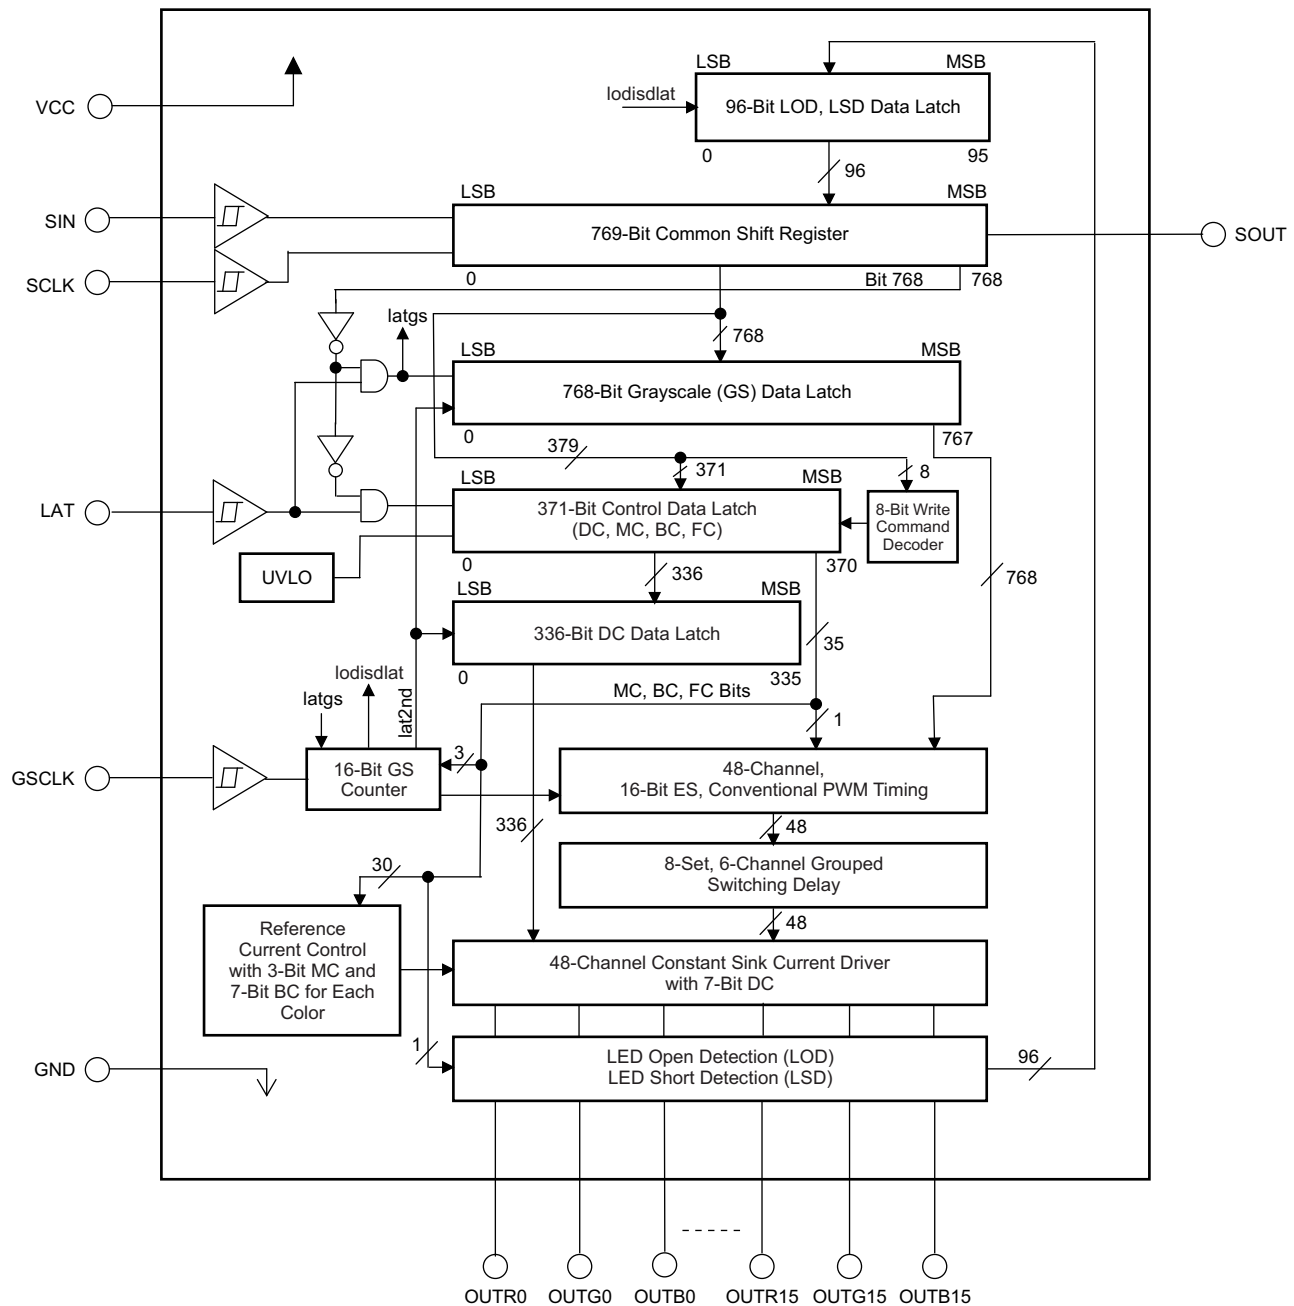 LSB
MSB
VCC
lodisdlat
96-Bit LOD, LSD Data Latch
0
95
96
LSB
MSB
SIN
769-Bit Common Shift Register
SOUT
SCLK
0
Bit 768
768
latgs
768
LSB
MSB
768-Bit Grayscale (GS) Data Latch
0
767
379
371
8
LSB
MSB
LAT
371-Bit Control Data Latch
(DC, MC, BC, FC)
8-Bit Write
Command
Decoder
UVLO
0
370
336
768
LSB
MSB
336-Bit DC Data Latch
35
0
335
lodisdlat
latgs
lat2nd
MC, BC, FC Bits
1
3
GSCLK
16-Bit GS
Counter
48-Channel,
16-Bit ES, Conventional PWM Timing
336
48
30
8-Set, 6-Channel Grouped
Switching Delay
48
Reference
Current Control
with 3-Bit MC and
7-Bit BC for Each
Color
48-Channel Constant Sink Current Driver
with 7-Bit DC
1
GND
LED Open Detection (LOD)
LED Short Detection (LSD)
96
OUTR0
OUTG0
OUTB0
OUTR15
OUTG15
OUTB15